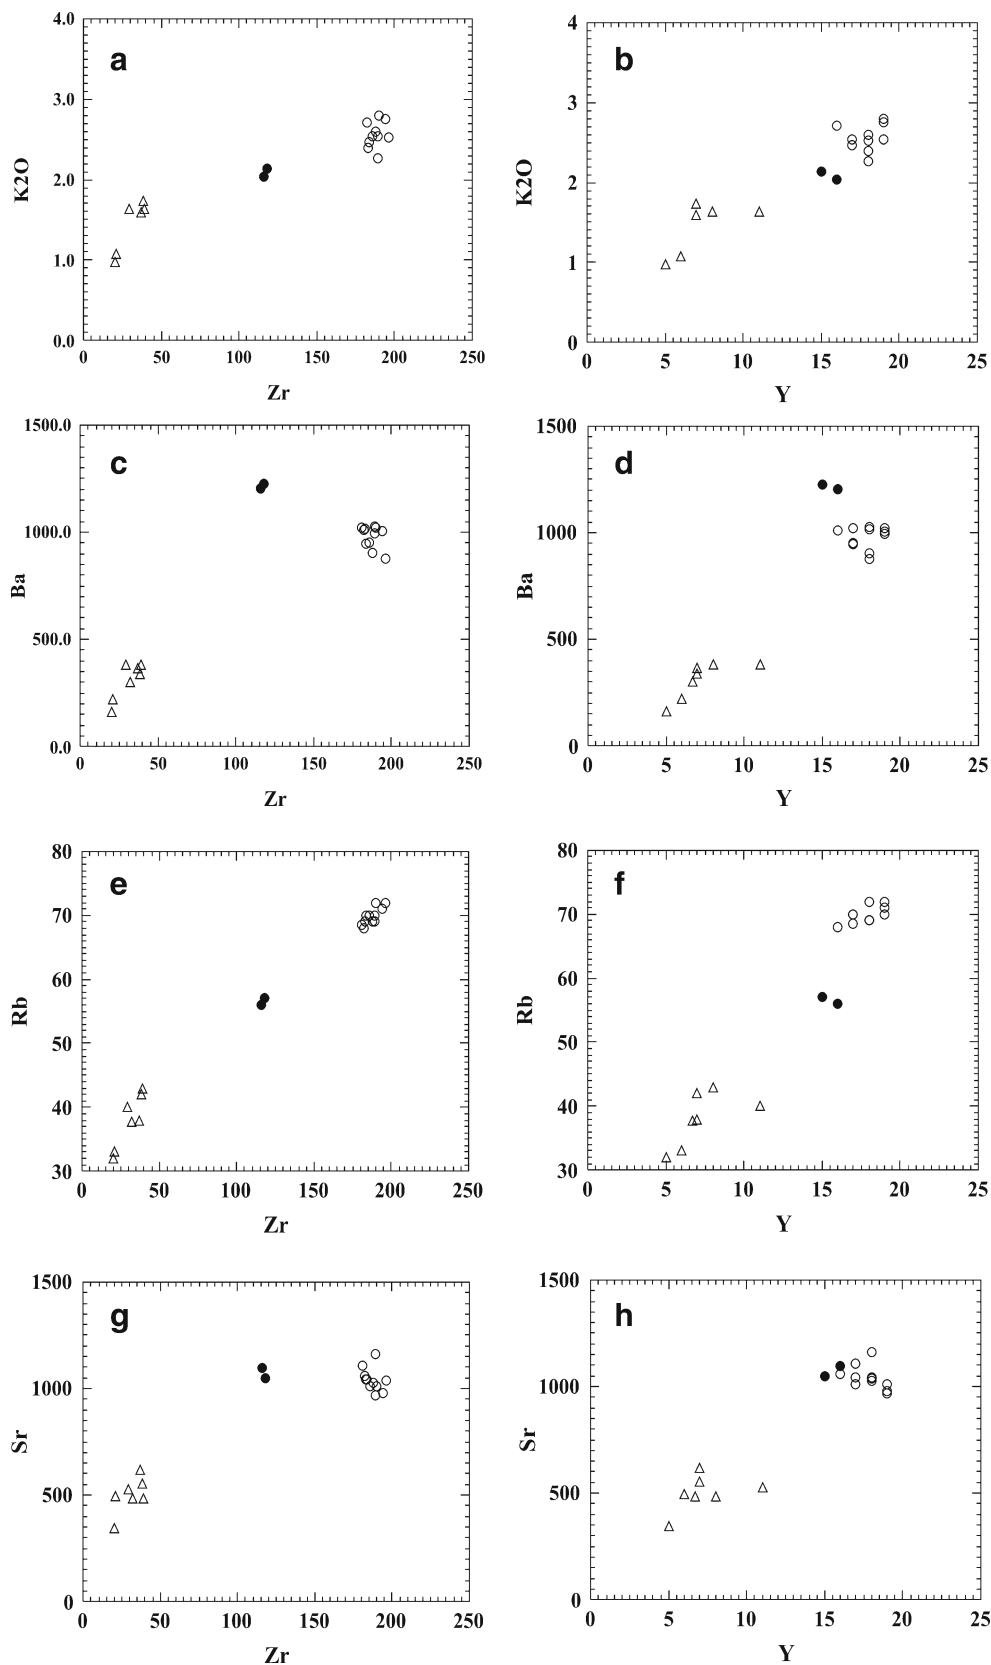 a
4.0
3.0
2.0
1.0
0.0
K2O
0 50 100 150 200 250
Zr
b
4
3
2
1
0
K2O
0 5 10 15 20 25
Y
c
1500.0
1000.0
500.0
0.0
Ba
0 50 100 150 200 250
Zr
d
1500
1000
500
0
Ba
0 5 10 15 20 25
Y
e
80
70
60
50
40
30
Rb
0 50 100 150 200 250
Zr
f
80
70
60
50
40
30
Rb
0 5 10 15 20 25
Y
g
1500
1000
500
0
Sr
0 50 100 150 200 250
Zr
h
1500
1000
500
0
Sr
0 5 10 15 20 25
Y